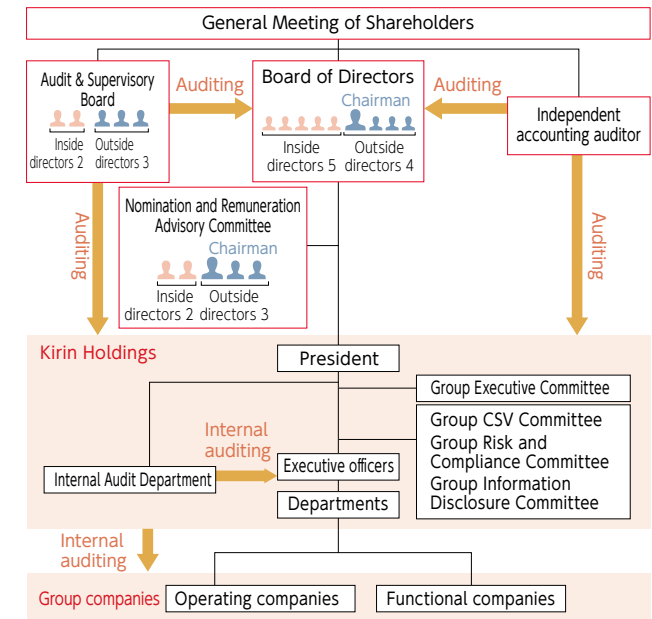 General Meeting of Shareholders
Audit & Supervisory
Board
Inside
directors 2
Outside
directors 3
Auditing
Board of Directors
Chairman
Inside
directors 5
Outside
directors 4
Auditing
Independent
accounting auditor
Auditing
Nomination and Remuneration
Advisory Committee
Chairman
Inside
directors 2
Outside
directors 3
Auditing
Kirin Holdings
President
Group Executive Committee
Group CSV Committee
Group Risk and
Compliance Committee
Group Information
Disclosure Committee
Internal
auditing
Internal Audit Department
Executive officers
Departments
Internal
auditing
Group companies
Operating companies
Functional companies